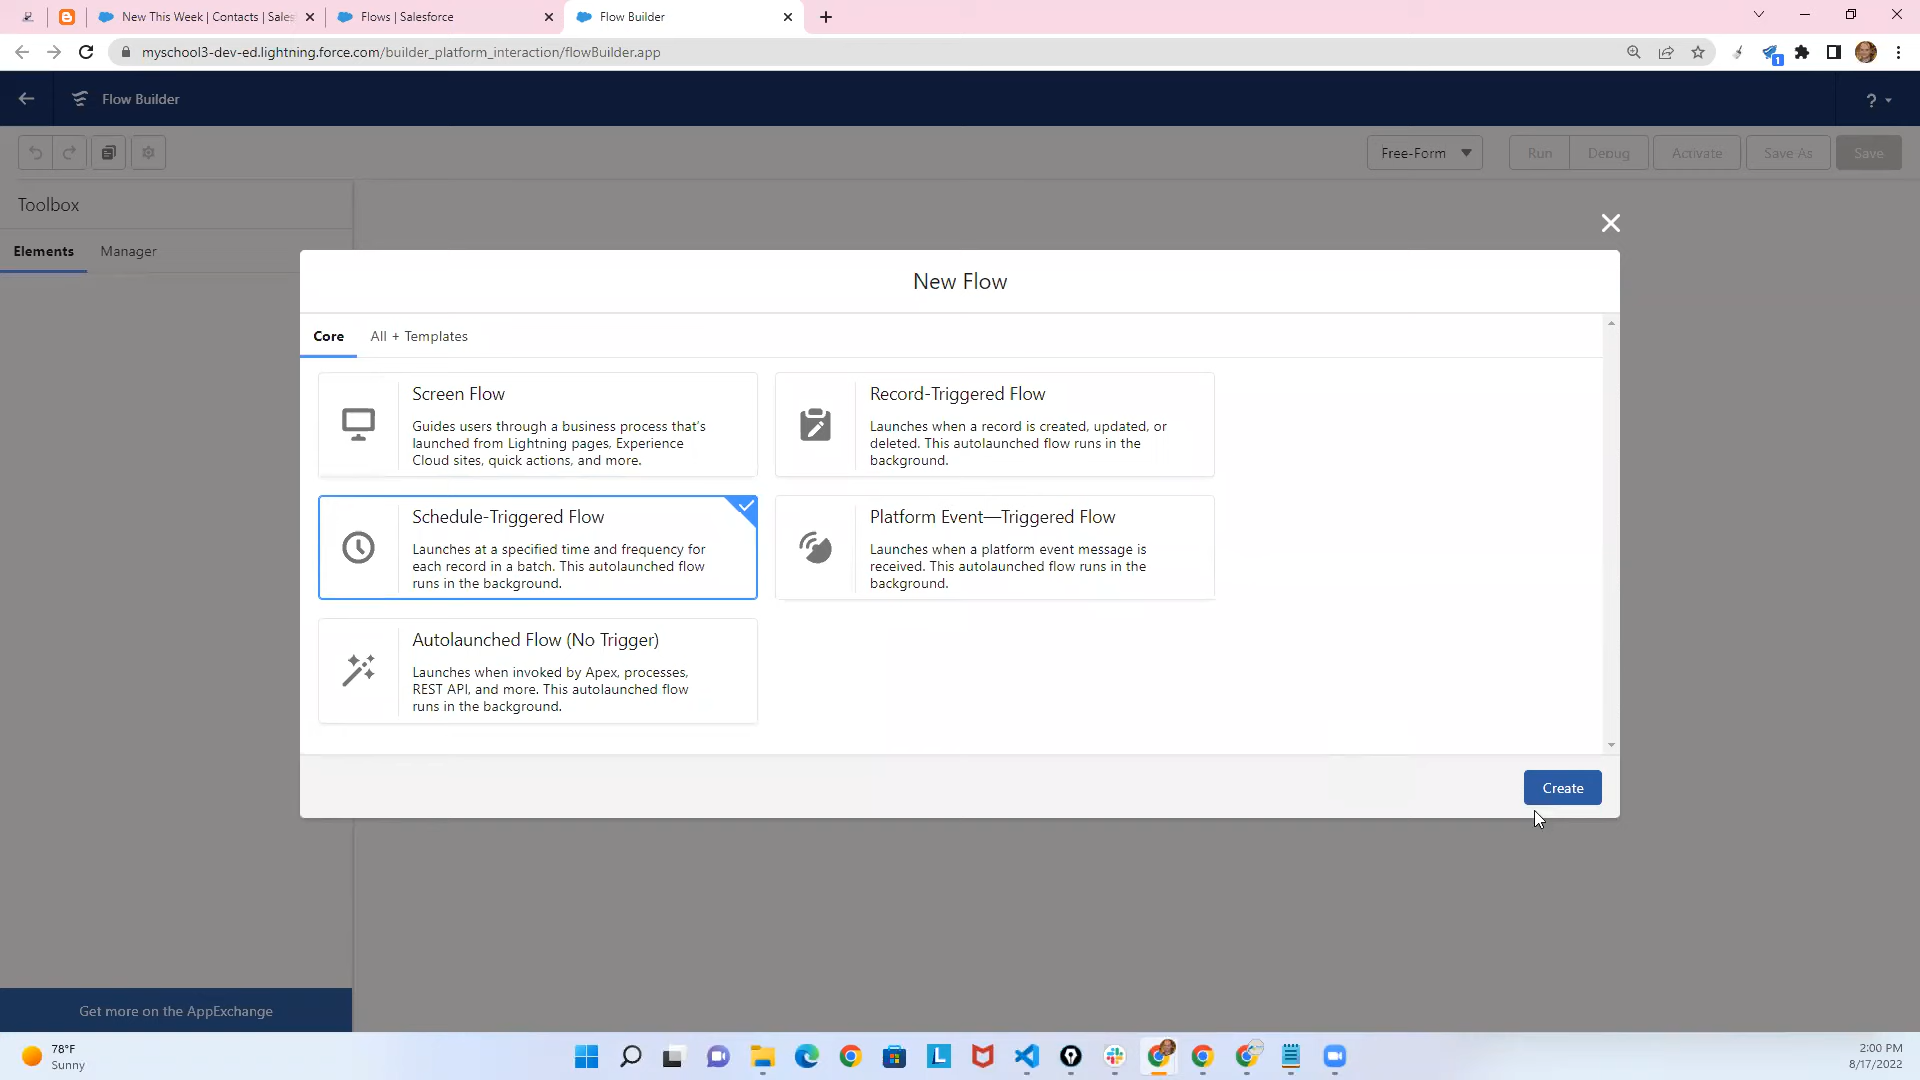 New This Week | Contacts | Sales
Flows | Salesforce
Flow Builder
myschool3-dev-ed.lightning.force.com/builder_platform_interaction/flowBuilder.app
1
Flow Builder
?
Free-Form
Run
Debug
Activate
Save As
Save
Toolbox
Elements
Manager
New Flow
Core
All + Templates
Screen Flow
Guides users through a business process that's
launched from Lightning pages, Experience
Cloud sites, quick actions, and more.
Record-Triggered Flow
Launches when a record is created, updated, or
deleted. This autolaunched flow runs in the
background.
Schedule-Triggered Flow
Launches at a specified time and frequency for
each record in a batch. This autolaunched flow
runs in the background.
Platform Event—Triggered Flow
Launches when a platform event message is
received. This autolaunched flow runs in the
background.
Autolaunched Flow (No Trigger)
Launches when invoked by Apex, processes,
REST API, and more. This autolaunched flow
runs in the background.
Create
Get more on the AppExchange
78°F
Sunny
L
2:00 PM
8/17/2022